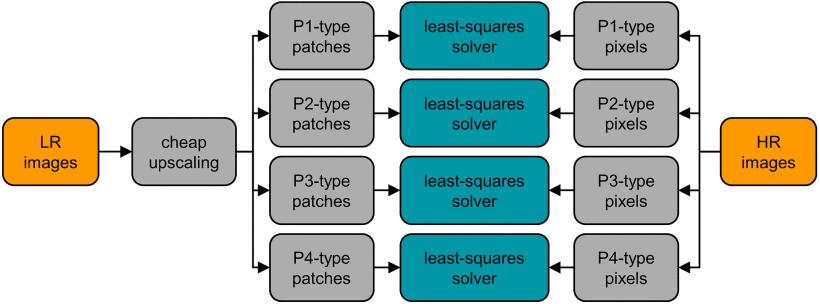 LR
images
cheap
upscaling
P1-type
patches
least-squares
solver
P1-type
pixels
P2-type
patches
least-squares
solver
P2-type
pixels
P3-type
patches
least-squares
solver
P3-type
pixels
P4-type
patches
least-squares
solver
P4-type
pixels
HR
images